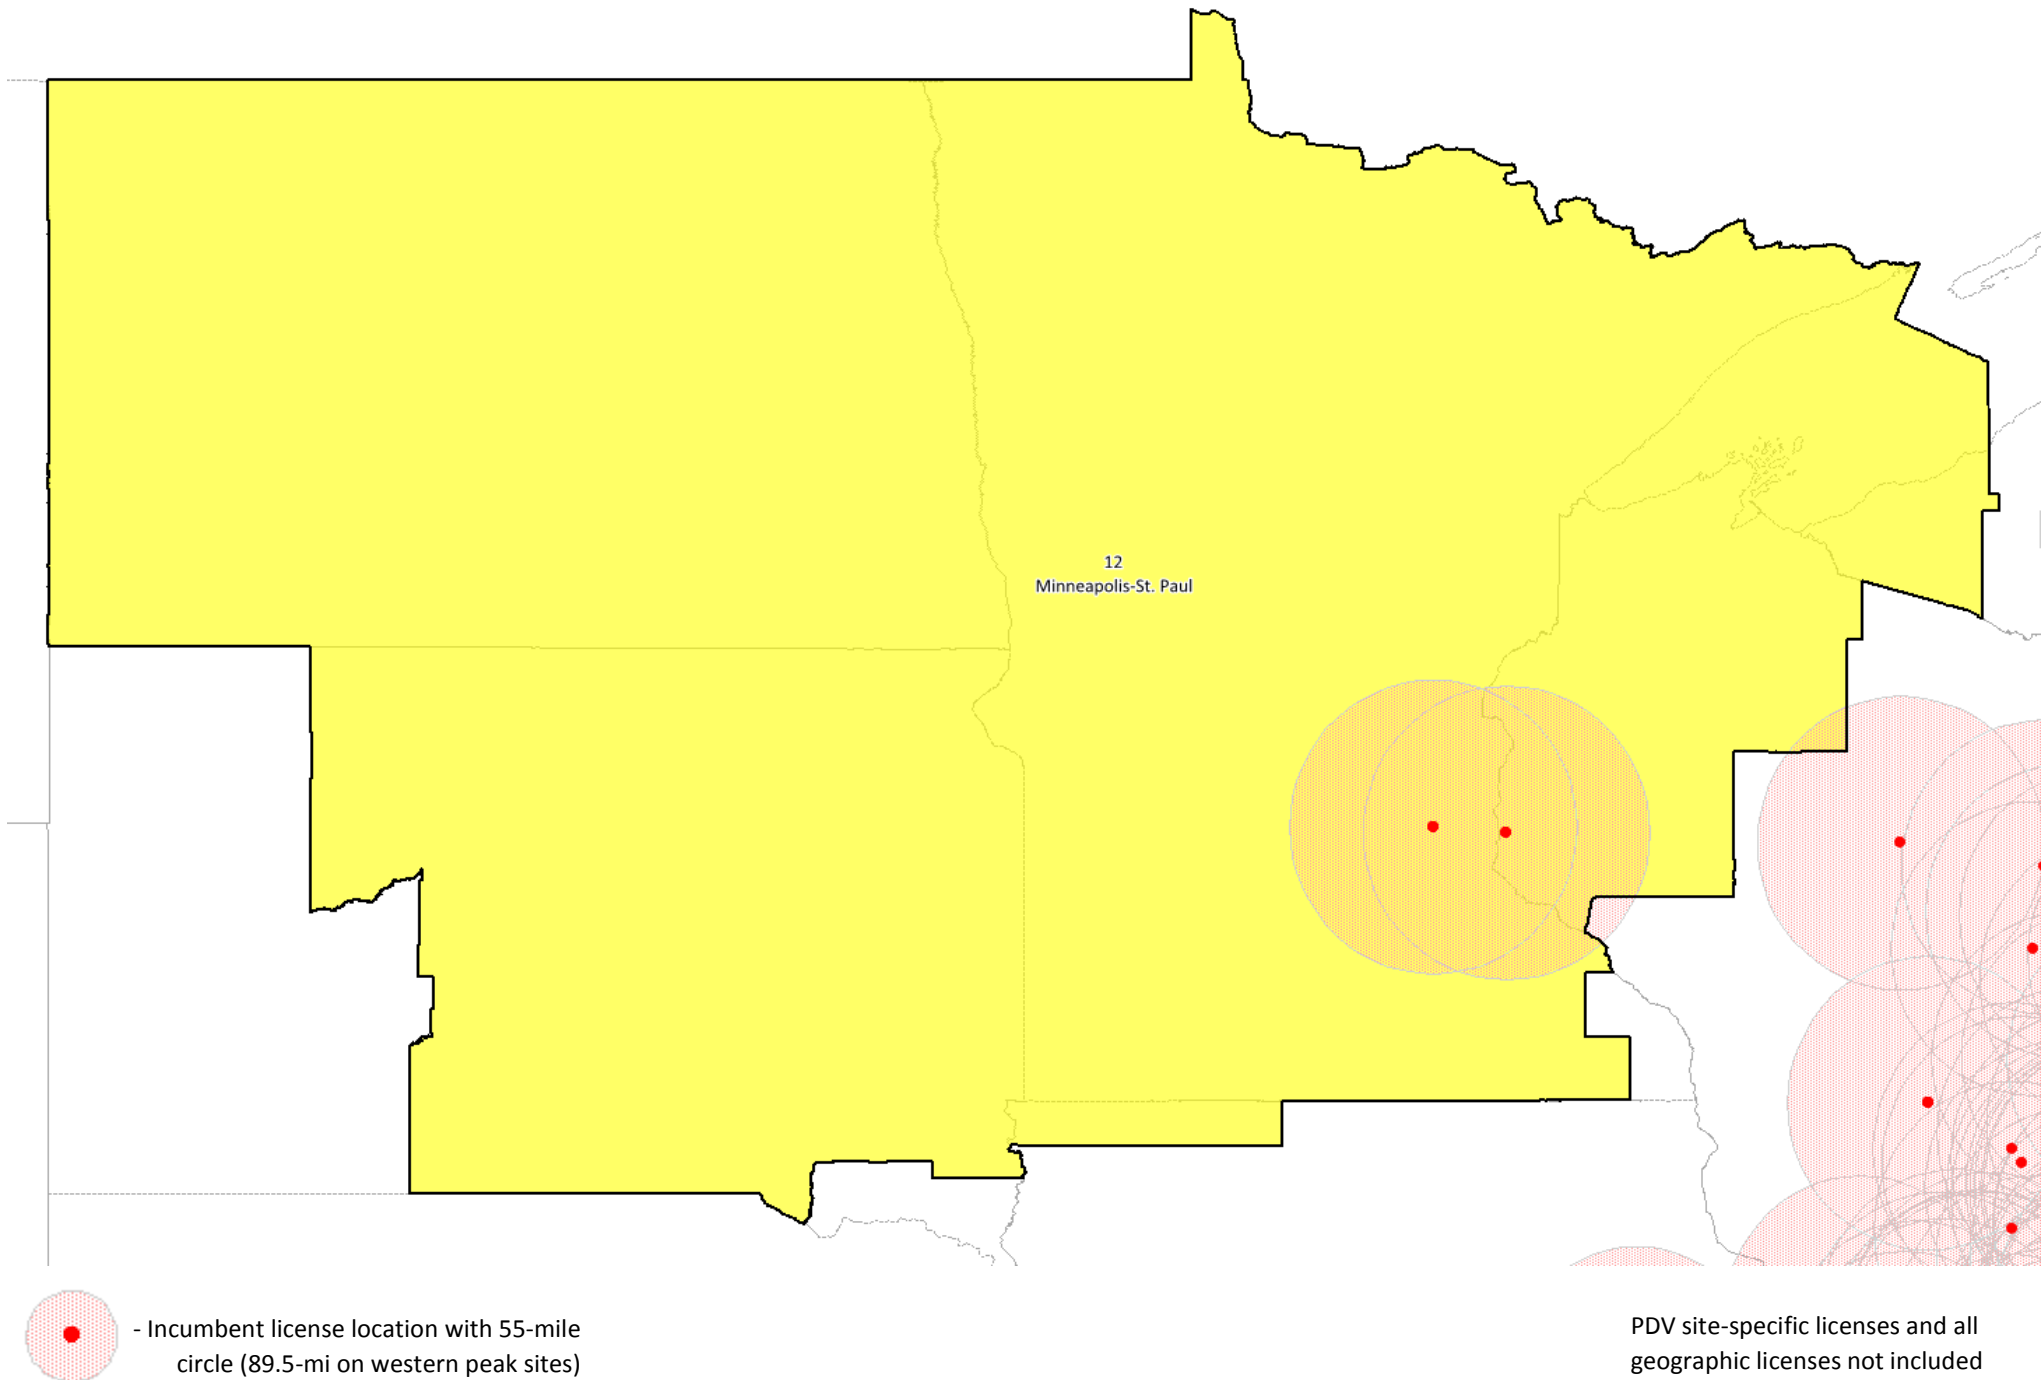 12
Minneapolis-St. Paul
- Incumbent license location with 55-mile
circle (89.5-mi on western peak sites)
PDV site-specific licenses and all
geographic licenses not included